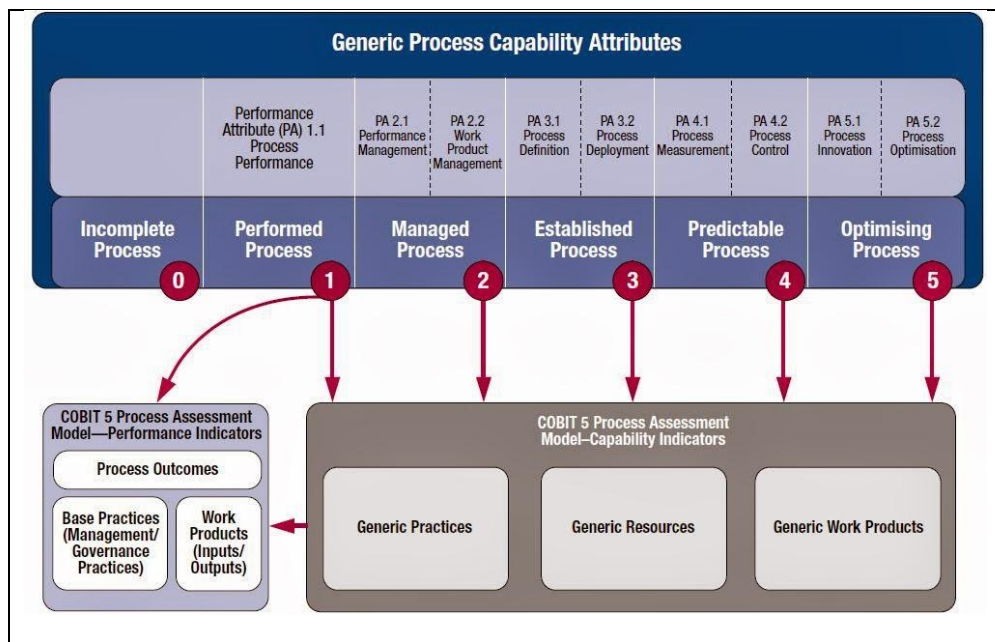 Generic Process Capability Attributes
Performance
Attribute (PA) 1.1
Process
Performance
PA 2.1
Performance
Management
PA 2.2
Work
Product
Management
PA 3.1
Process
Definition
PA 3.2
Process
Deployment
PA 4.1
Process
Measurement
PA 4.2
Process
Control
PA 5.1
Process
Innovation
PA 5.2
Process
Optimisation
Incomplete
Process
0
Performed
Process
1
Managed
Process
2
Established
Process
3
Predictable
Process
4
Optimising
Process
5
COBIT 5 Process Assessment
Model—Performance Indicators
Process Outcomes
Base Practices
(Management/
Governance
Practices)
Work
Products
(Inputs/
Outputs)
COBIT 5 Process Assessment
Model–Capability Indicators
Generic Practices
Generic Resources
Generic Work Products